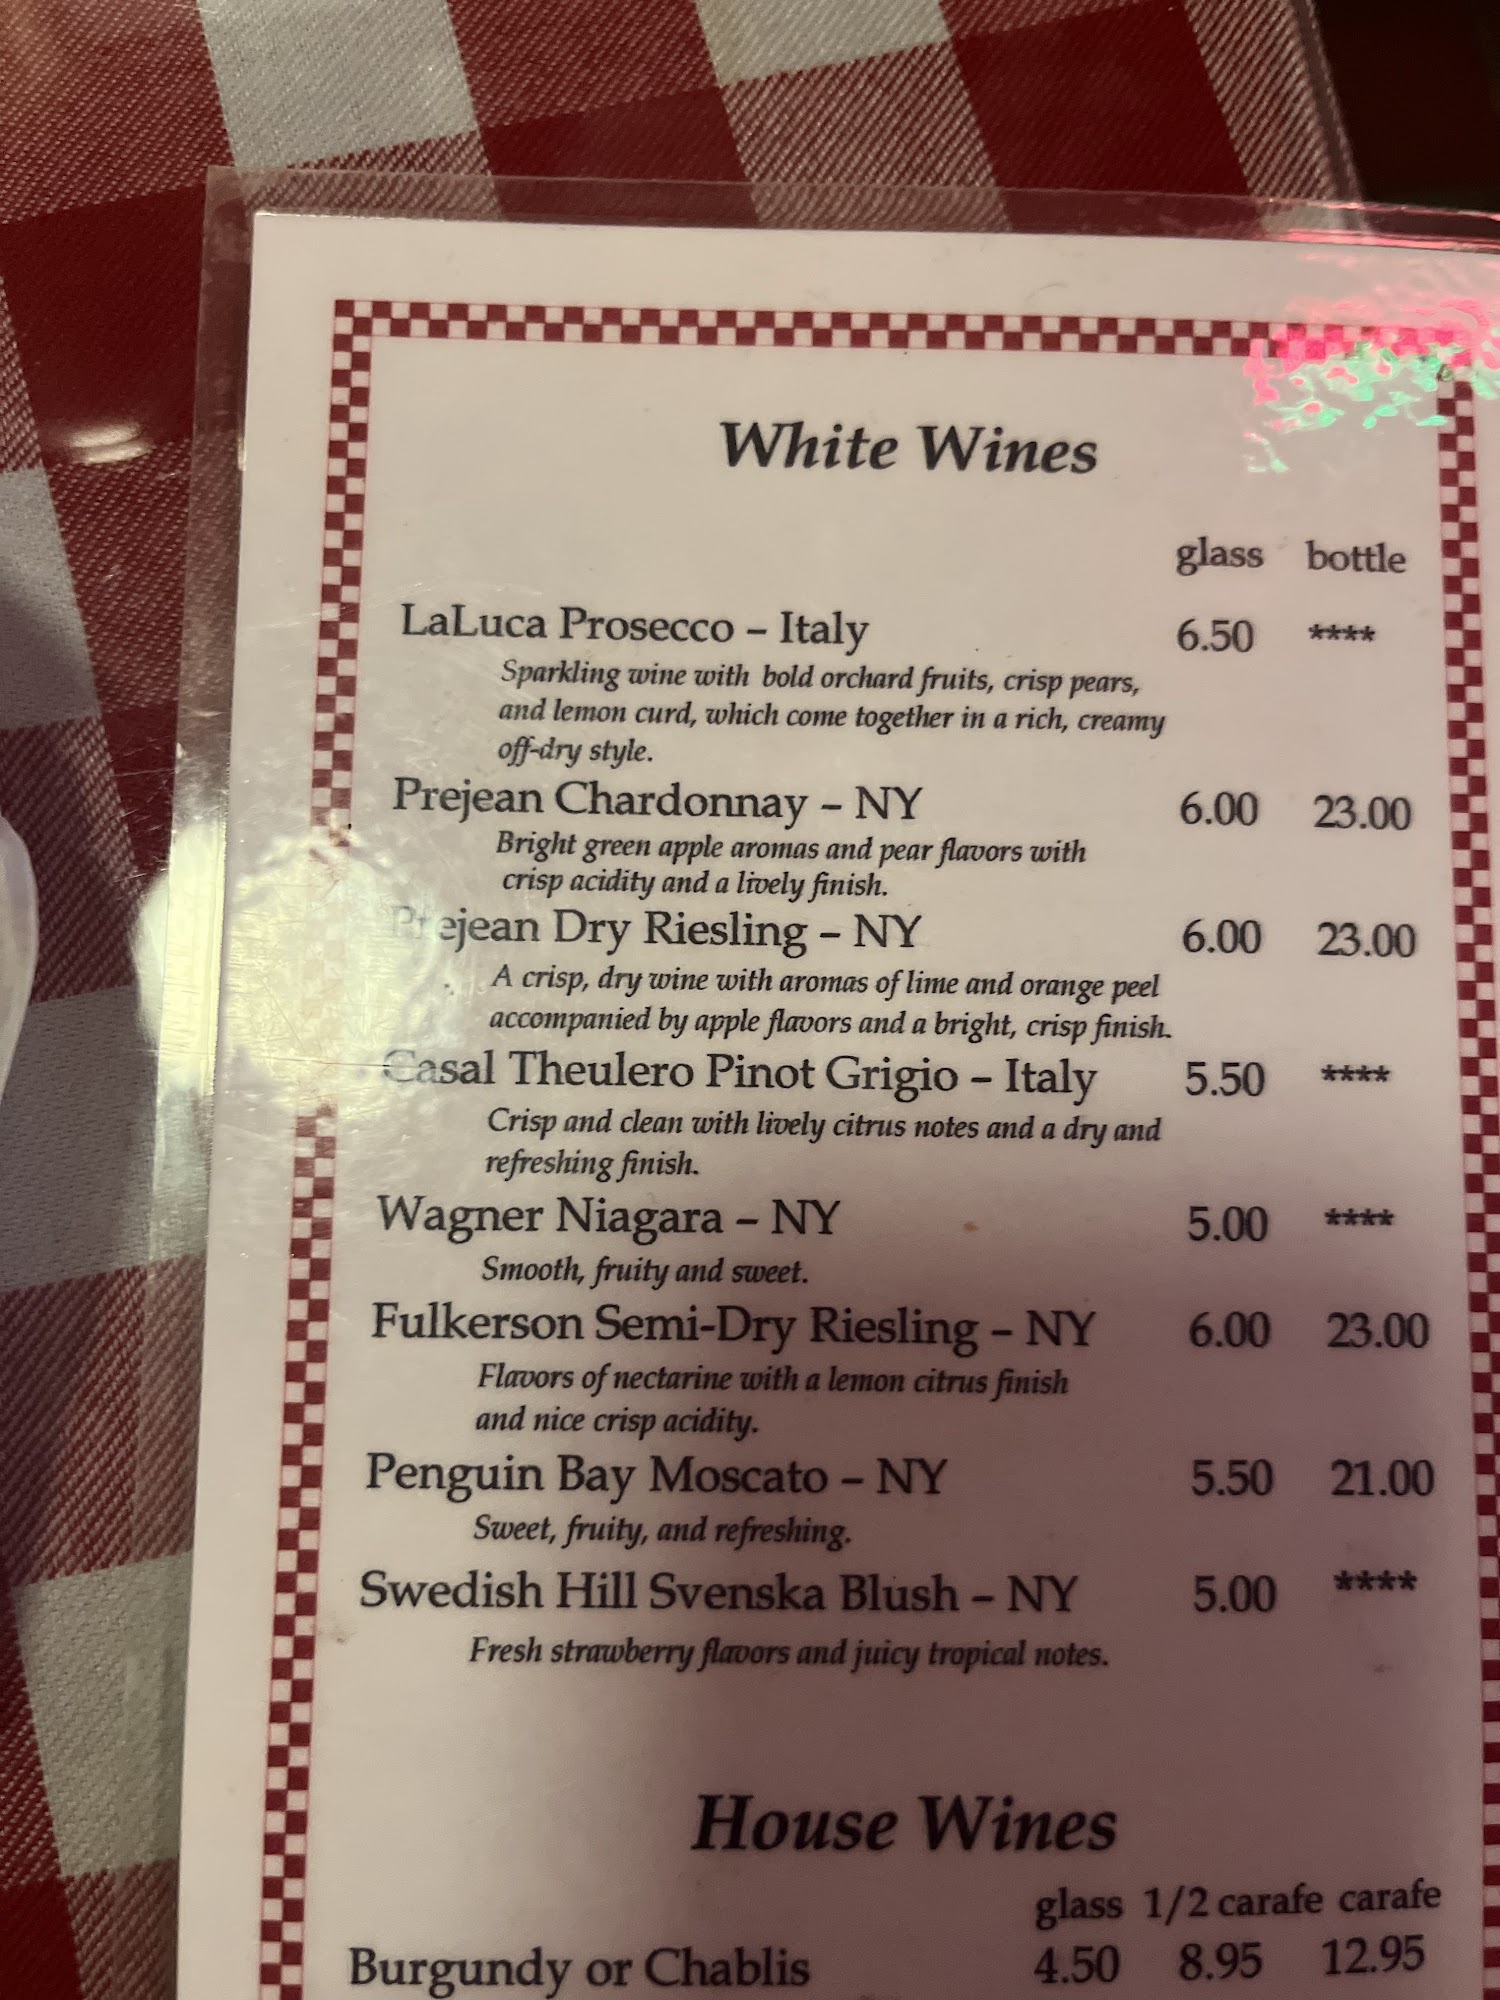 White Wines
glass bottle
LaLuca Prosecco – Italy 6.50 ****
Sparkling wine with bold orchard fruits, crisp pears,
and lemon curd, which come together in a rich, creamy
off-dry style.
Prejean Chardonnay – NY 6.00 23.00
Bright green apple aromas and pear flavors with
crisp acidity and a lively finish.
Prejean Dry Riesling – NY 6.00 23.00
A crisp, dry wine with aromas of lime and orange peel
accompanied by apple flavors and a bright, crisp finish.
Casal Theulero Pinot Grigio – Italy 5.50 ****
Crisp and clean with lively citrus notes and a dry and
refreshing finish.
Wagner Niagara – NY 5.00 ****
Smooth, fruity and sweet.
Fulkerson Semi-Dry Riesling – NY 6.00 23.00
Flavors of nectarine with a lemon citrus finish
and nice crisp acidity.
Penguin Bay Moscato – NY 5.50 21.00
Sweet, fruity, and refreshing.
Swedish Hill Svenska Blush – NY 5.00 ****
Fresh strawberry flavors and juicy tropical notes.
House Wines
glass 1/2 carafe carafe
Burgundy or Chablis 4.50 8.95 12.95